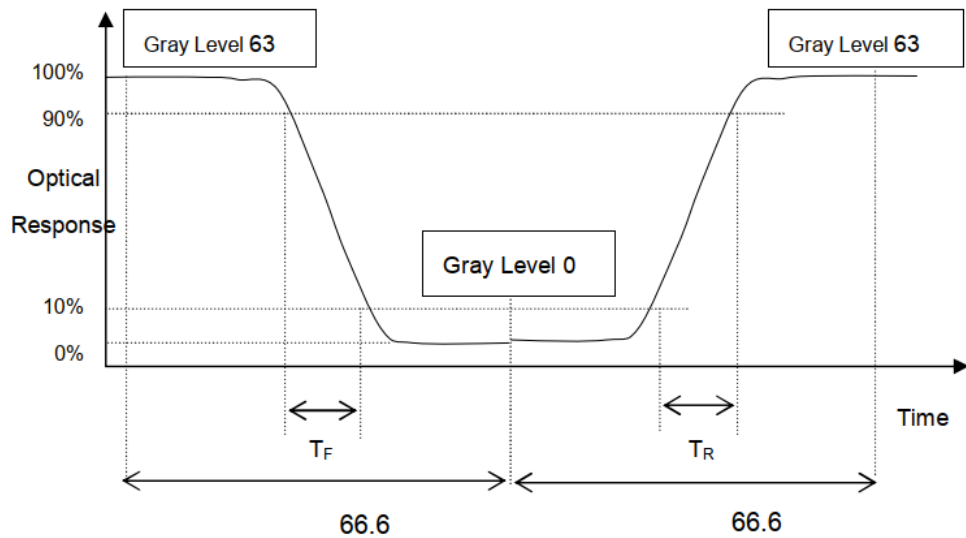 Gray Level 63
Gray Level 63
100%
90%
Optical
Response
Gray Level 0
10%
0%
Time
TF
TR
66.6
66.6